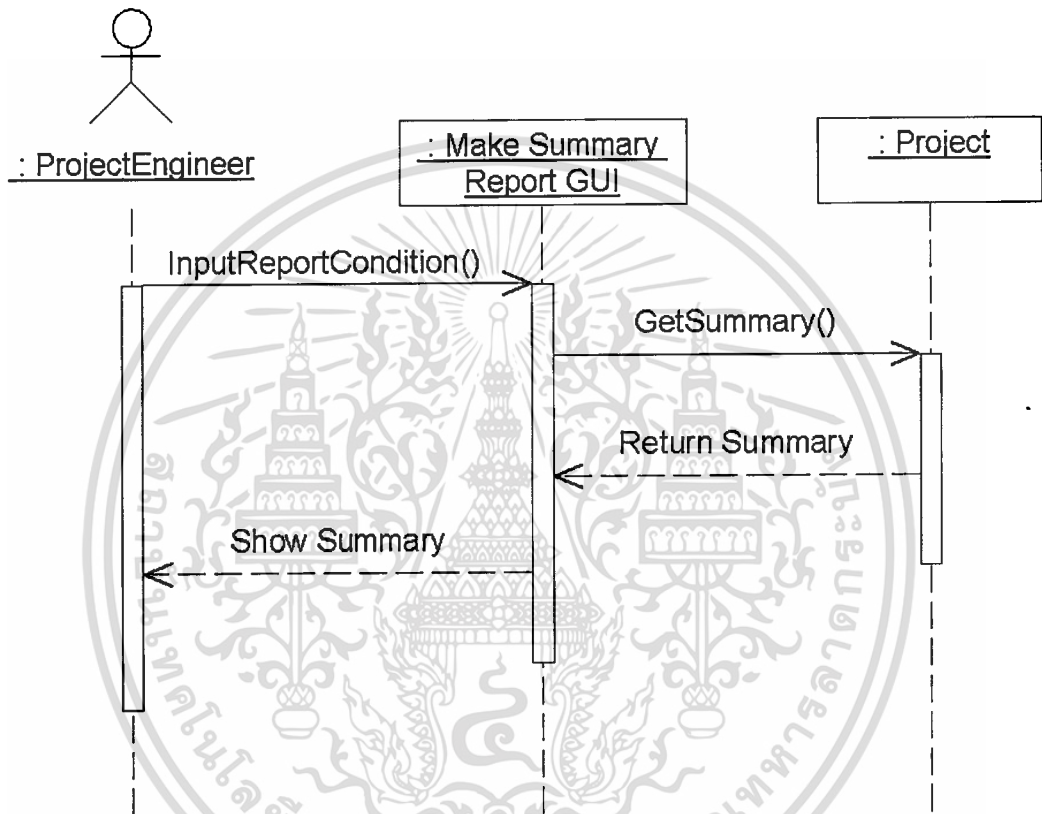 : ProjectEngineer
: Make Summary
Report GUI
: Project
InputReportCondition()
GetSummary()
Return Summary
Show Summary